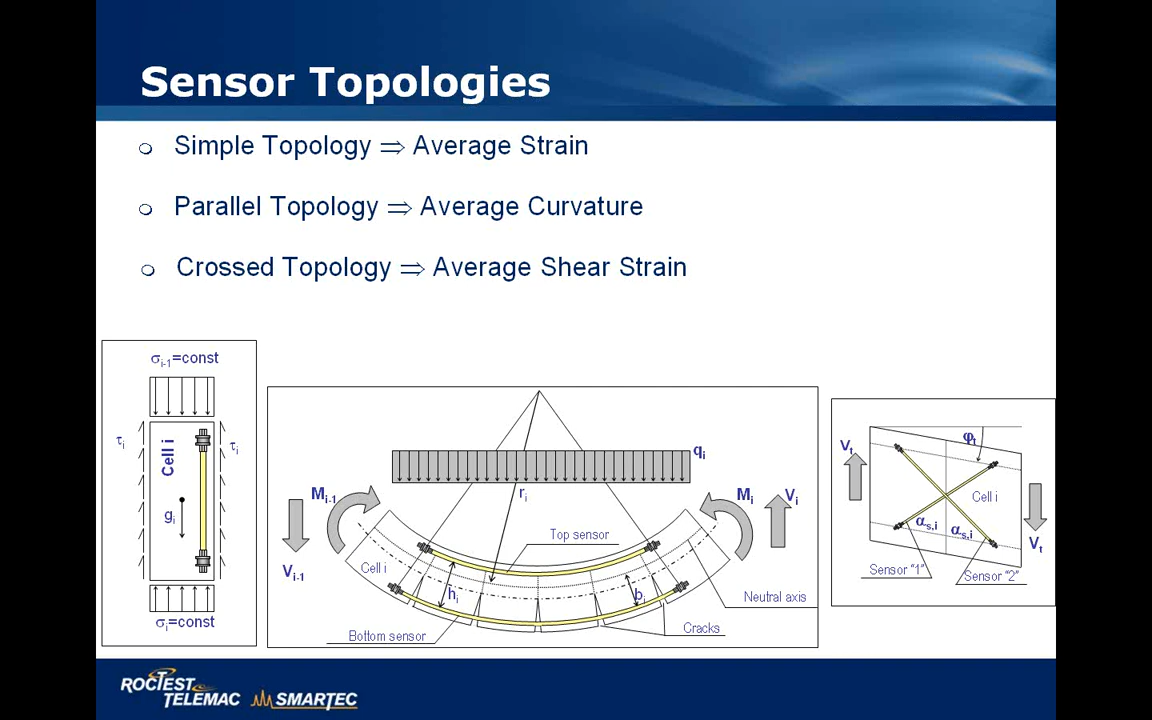 Sensor Topologies
Simple Topology ⇒ Average Strain
Parallel Topology ⇒ Average Curvature
Crossed Topology ⇒ Average Shear Strain
σi-1=const
τi
τi
Cell i
gi
σi=const
qi
Mi-1
ri
Mi
Vi
Top sensor
Vi-1
Cell i
hi
bi
Neutral axis
Bottom sensor
Cracks
φt
Vt
Cell i
αs,i
αs,i
Vt
Sensor "1"
Sensor "2"
ROCTEST
TELEMAC
SMARTEC